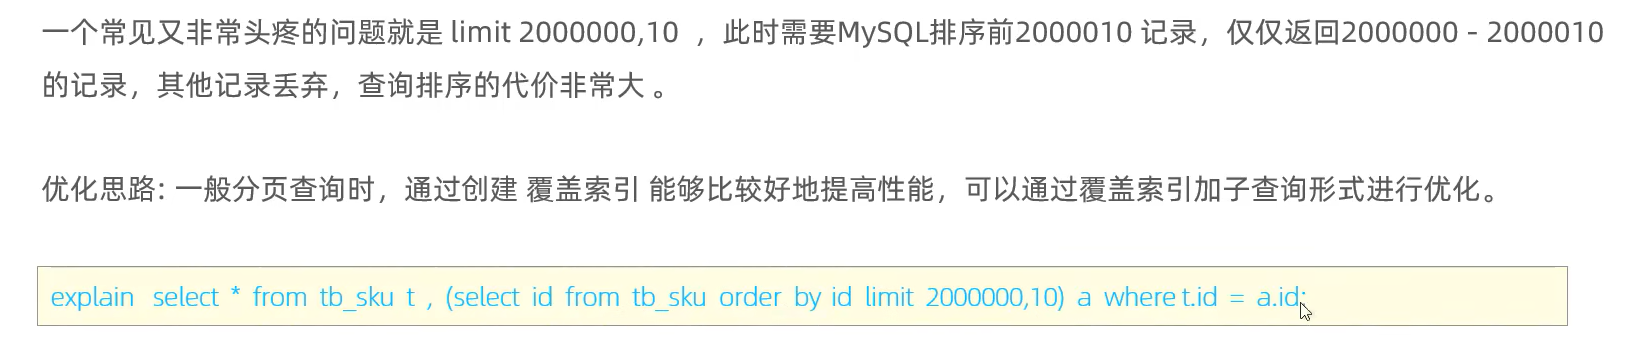 一个常见又非常头疼的问题就是 limit 2000000,10 ，此时需要MySQL排序前2000010 记录，仅仅返回2000000 - 2000010
的记录，其他记录丢弃，查询排序的代价非常大 。
优化思路: 一般分页查询时，通过创建 覆盖索引 能够比较好地提高性能，可以通过覆盖索引加子查询形式进行优化。
explain select * from tb_sku t , (select id from tb_sku order by id limit 2000000,10) a where t.id = a.id;